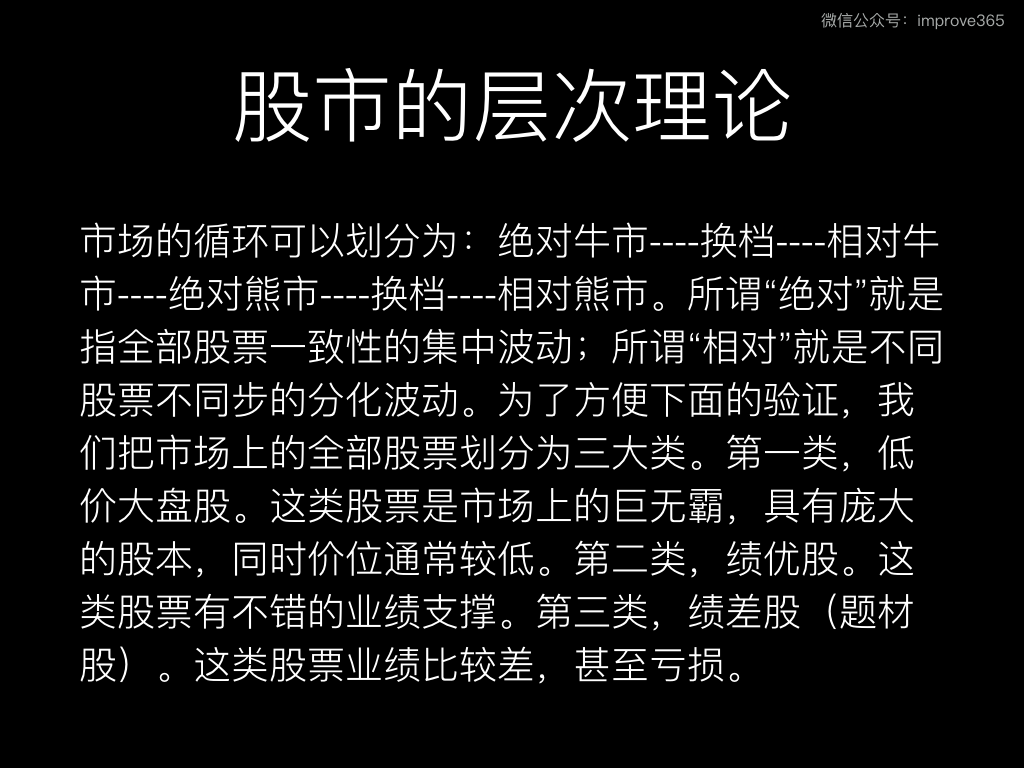 微信公众号：improve365
股市的层次理论
市场的循环可以划分为：绝对牛市----换档----相对牛
市----绝对熊市----换档----相对熊市。所谓“绝对”就是
指全部股票一致性的集中波动；所谓“相对”就是不同
股票不同步的分化波动。为了方便下面的验证，我
们把市场上的全部股票划分为三大类。第一类，低
价大盘股。这类股票是市场上的巨无霸，具有庞大
的股本，同时价位通常较低。第二类，绩优股。这
类股票有不错的业绩支撑。第三类，绩差股（题材
股）。这类股票业绩比较差，甚至亏损。